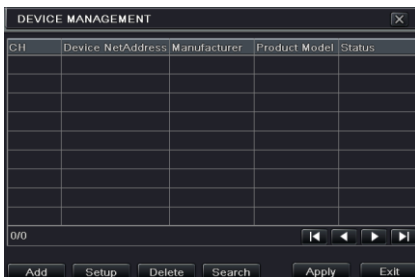 DEVICE MANAGEMENT
CH Device NetAddress Manufacturer Product Model Status
0/0
Add Setup Delete Search Apply Exit